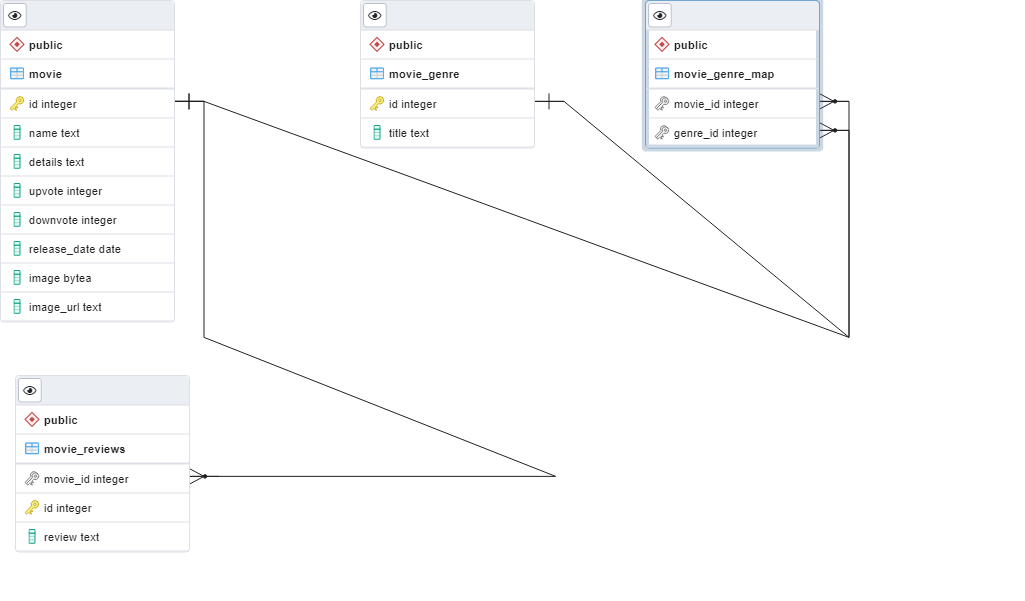 public
movie
id integer
name text
details text
upvote integer
downvote integer
release_date date
image bytea
image_url text
public
movie_genre
id integer
title text
public
movie_genre_map
movie_id integer
genre_id integer
public
movie_reviews
movie_id integer
id integer
review text